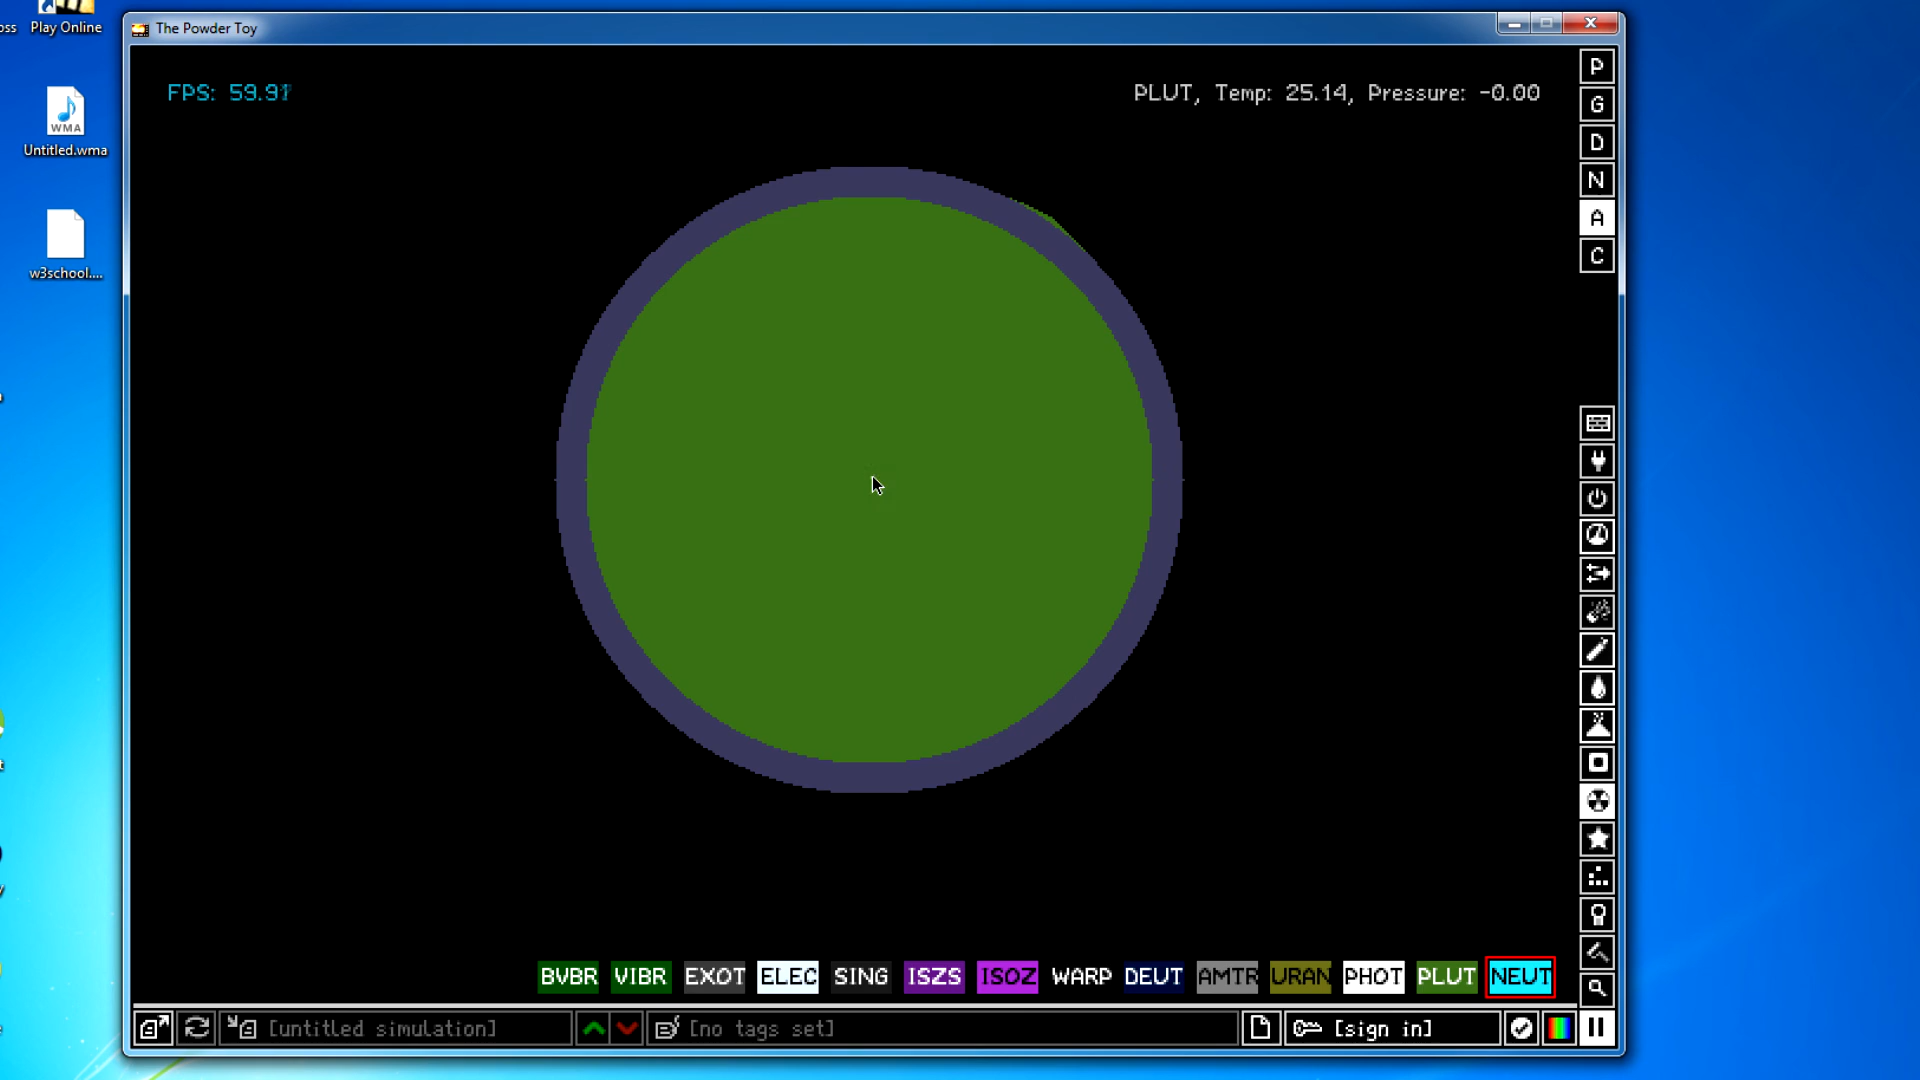 oss Play Online
The Powder Toy
FPS: 59.91
PLUT, Temp: 25.14, Pressure: -0.00
P
G
D
N
A
C
WMA
Untitled.wma
w3school....
BVBR VIBR EXOT ELEC SING ISZS ISOZ WARP DEUT AMTR URAN PHOT PLUT NEUT
[untitled simulation] [no tags set] [sign in]